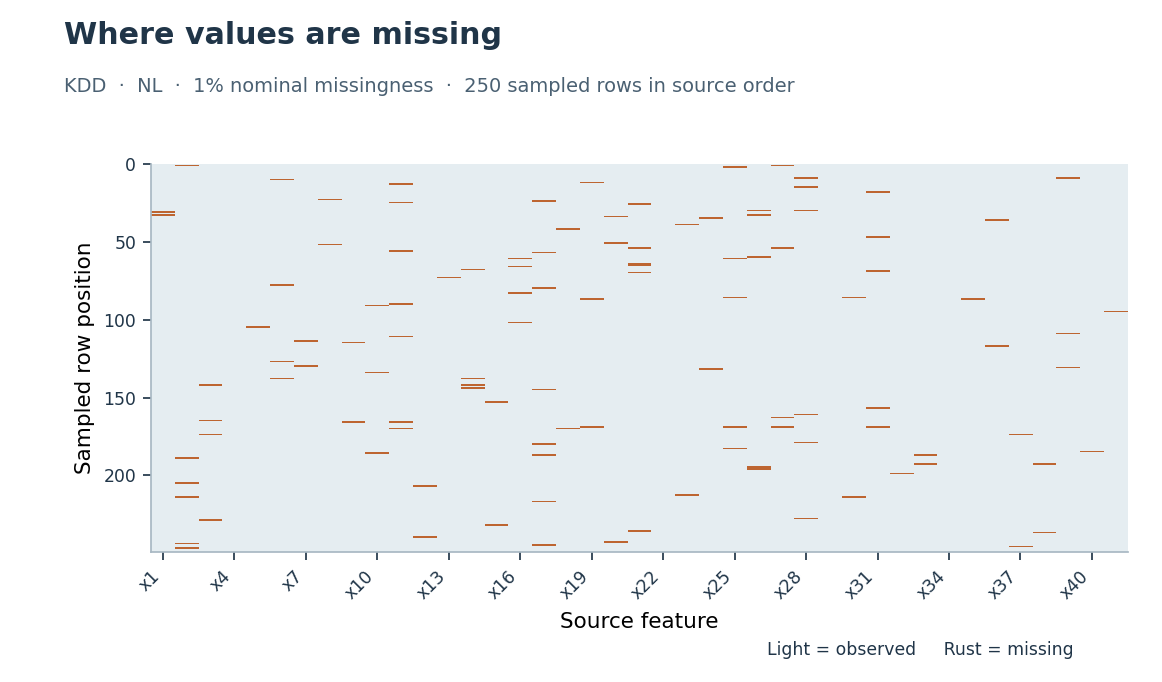 Where values are missing
KDD · NL · 1% nominal missingness · 250 sampled rows in source order
0
50
100
150
200
Sampled row position
x1 x4 x7 x10 x13 x16 x19 x22 x25 x28 x31 x34 x37 x40
Source feature
Light = observed Rust = missing